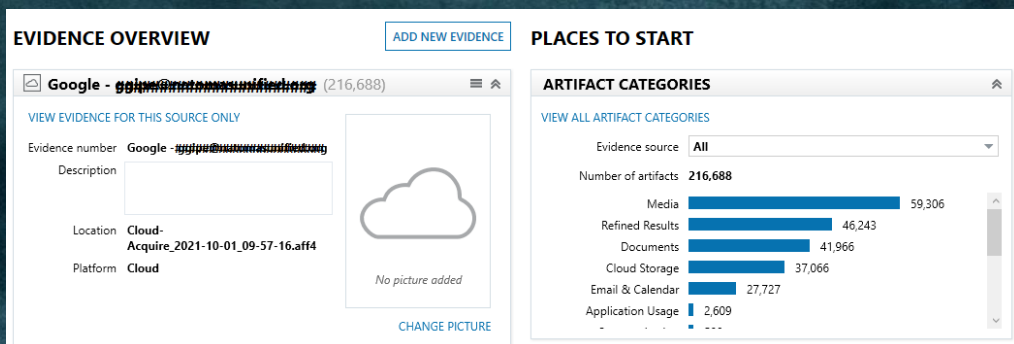 EVIDENCE OVERVIEW
ADD NEW EVIDENCE
Google - (216,688)
VIEW EVIDENCE FOR THIS SOURCE ONLY
Evidence number Google -
Description
Location Cloud-
Acquire_2021-10-01_09-57-16.aff4
Platform Cloud
No picture added
CHANGE PICTURE
PLACES TO START
ARTIFACT CATEGORIES
VIEW ALL ARTIFACT CATEGORIES
Evidence source All
Number of artifacts 216,688
Media 59,306
Refined Results 46,243
Documents 41,966
Cloud Storage 37,066
Email & Calendar 27,727
Application Usage 2,609